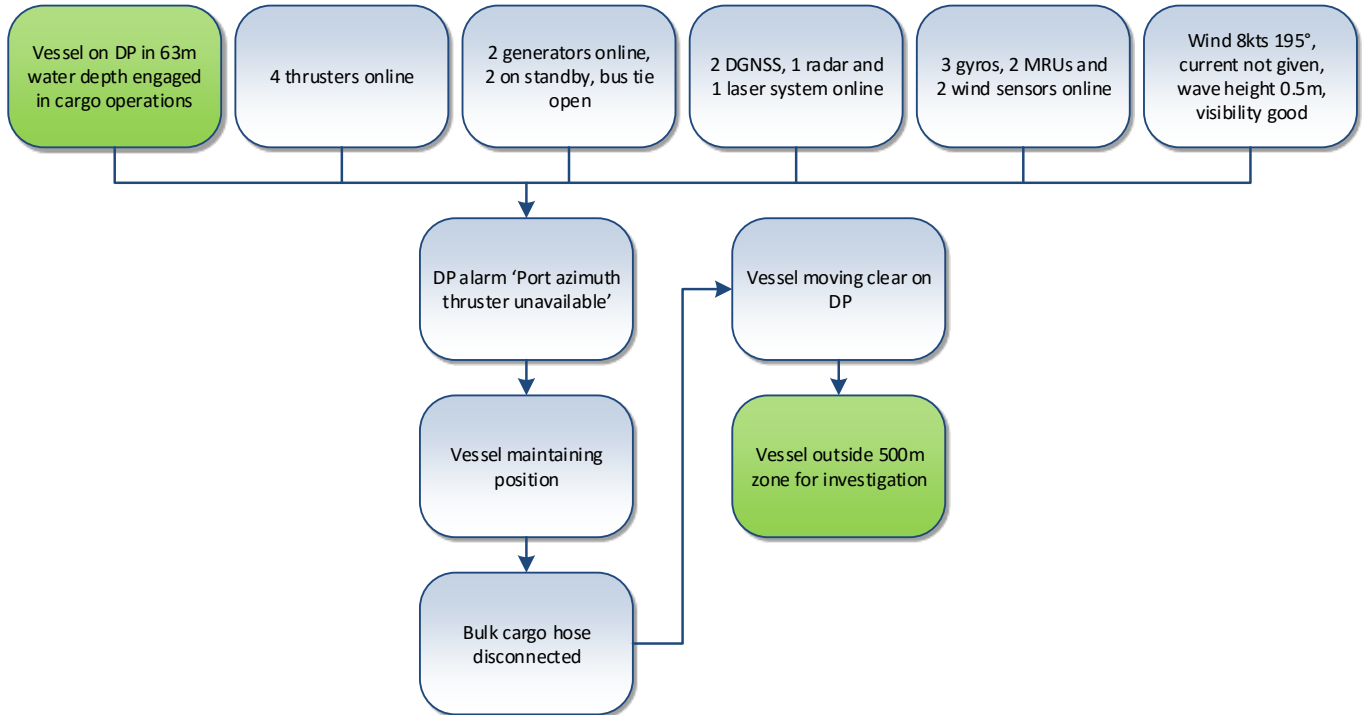 Vessel on DP in 63m
water depth engaged
in cargo operations
4 thrusters online
2 generators online,
2 on standby, bus tie
open
2 DGNSS, 1 radar and
1 laser system online
3 gyros, 2 MRUs and
2 wind sensors online
Wind 8kts 195°,
current not given,
wave height 0.5m,
visibility good
DP alarm ‘Port azimuth
thruster unavailable’
Vessel maintaining
position
Bulk cargo hose
disconnected
Vessel moving clear on
DP
Vessel outside 500m
zone for investigation